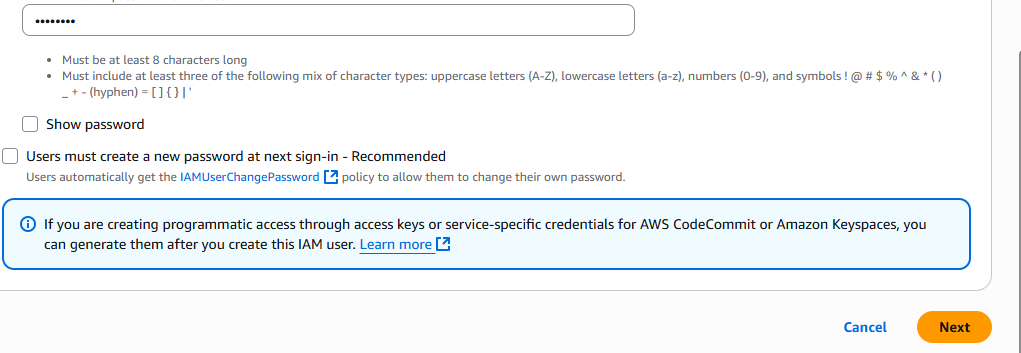 ••••••••
• Must be at least 8 characters long
• Must include at least three of the following mix of character types: uppercase letters (A-Z), lowercase letters (a-z), numbers (0-9), and symbols ! @ # $ % ^ & * ( )
_ + - (hyphen) = [ ] { } | '
Show password
Users must create a new password at next sign-in - Recommended
Users automatically get the IAMUserChangePassword policy to allow them to change their own password.
If you are creating programmatic access through access keys or service-specific credentials for AWS CodeCommit or Amazon Keyspaces, you
can generate them after you create this IAM user. Learn more
Cancel
Next